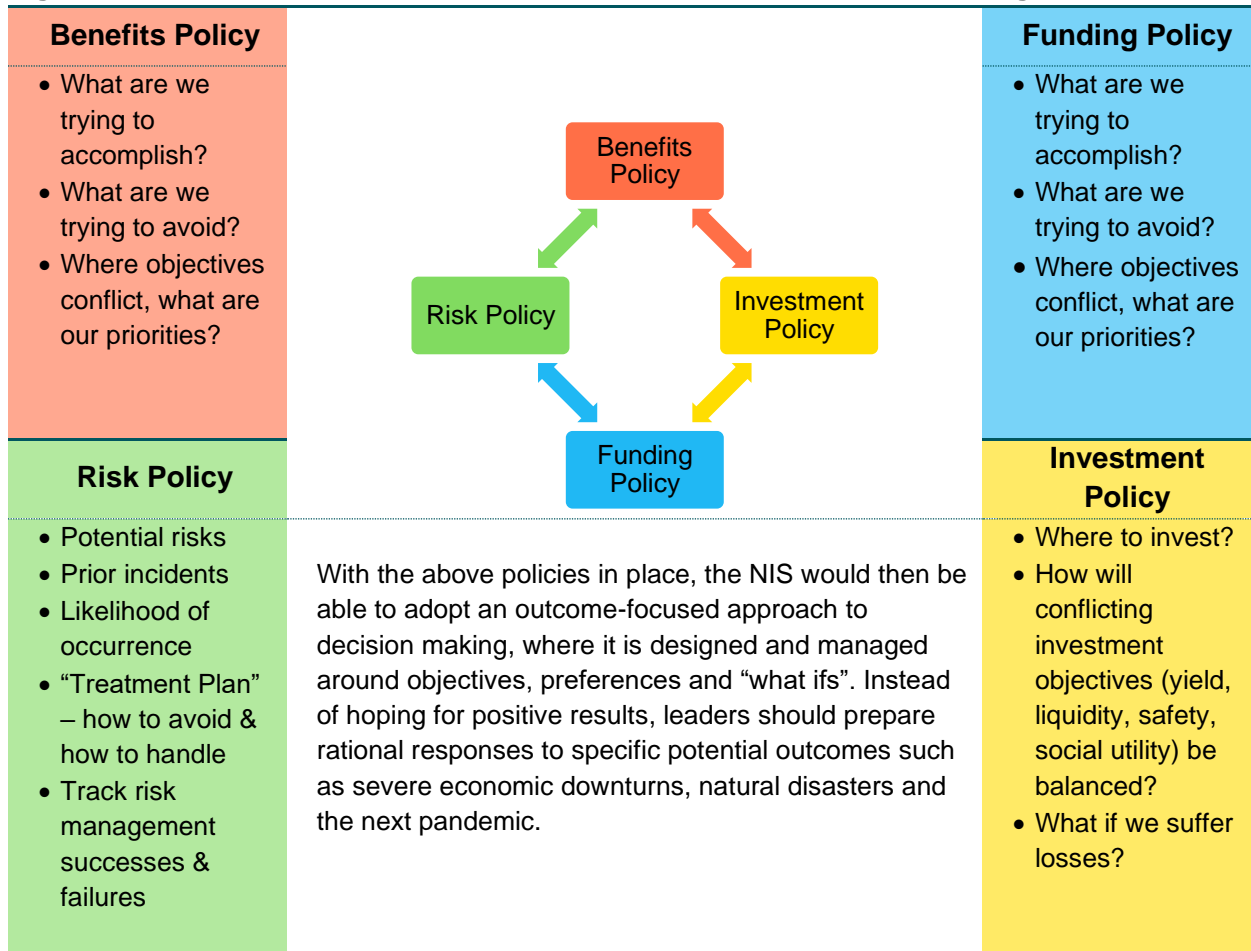 Benefits Policy
• What are we
trying to
accomplish?
• What are we
trying to avoid?
• Where objectives
conflict, what are
our priorities?
Benefits
Policy
Risk Policy
Investment
Policy
Funding
Policy
Funding Policy
• What are we
trying to
accomplish?
• What are we
trying to avoid?
• Where objectives
conflict, what are
our priorities?
Risk Policy
• Potential risks
• Prior incidents
• Likelihood of
occurrence
• “Treatment Plan”
– how to avoid &
how to handle
• Track risk
management
successes &
failures
With the above policies in place, the NIS would then be
able to adopt an outcome-focused approach to
decision making, where it is designed and managed
around objectives, preferences and “what ifs”. Instead
of hoping for positive results, leaders should prepare
rational responses to specific potential outcomes such
as severe economic downturns, natural disasters and
the next pandemic.
Investment
Policy
• Where to invest?
• How will
conflicting
investment
objectives (yield,
liquidity, safety,
social utility) be
balanced?
• What if we suffer
losses?